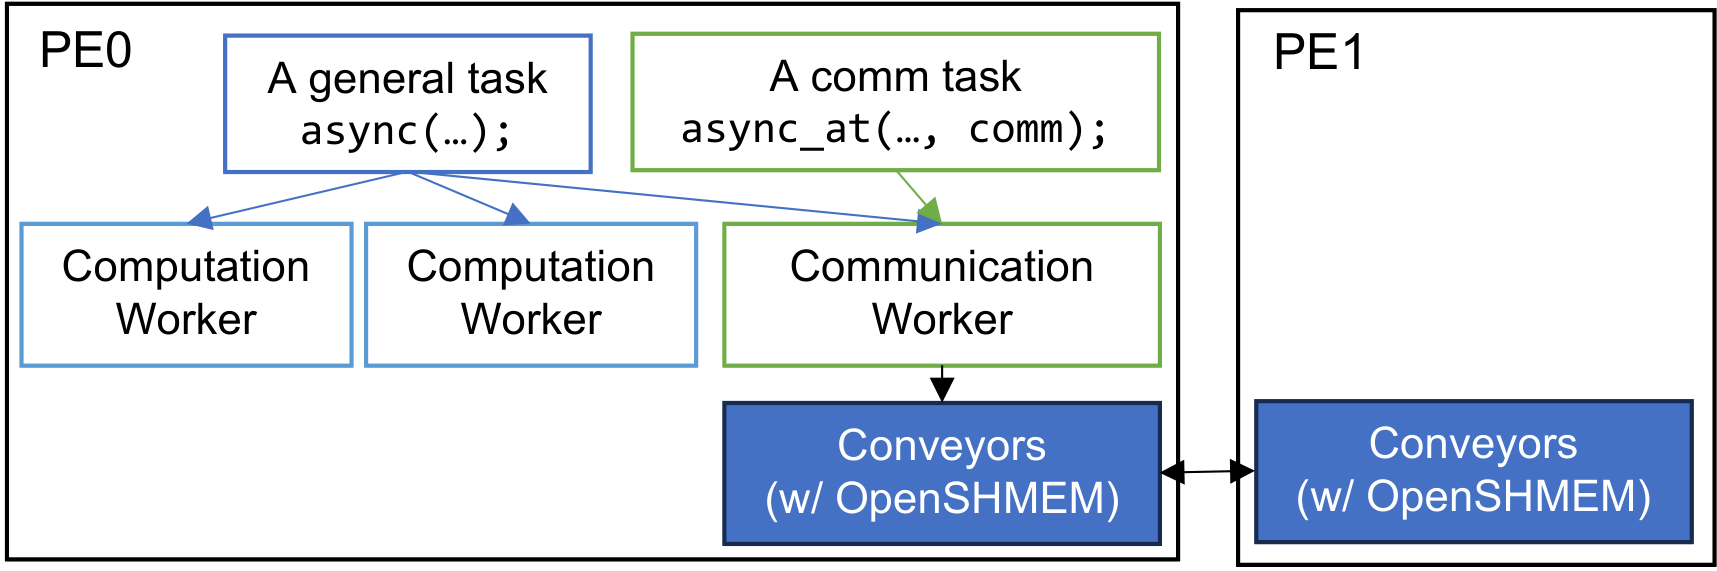 PE0
A general task
async(…);
A comm task
async_at(…, comm);
Computation
Worker
Computation
Worker
Communication
Worker
Conveyors
(w/ OpenSHMEM)
PE1
Conveyors
(w/ OpenSHMEM)